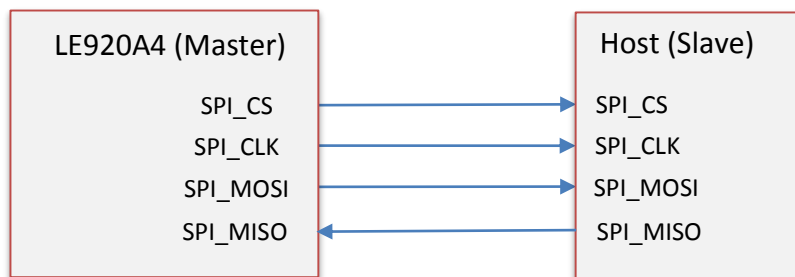 LE920A4 (Master)
Host (Slave)
SPI_CS
SPI_CS
SPI_CLK
SPI_CLK
SPI_MOSI
SPI_MOSI
SPI_MISO
SPI_MISO